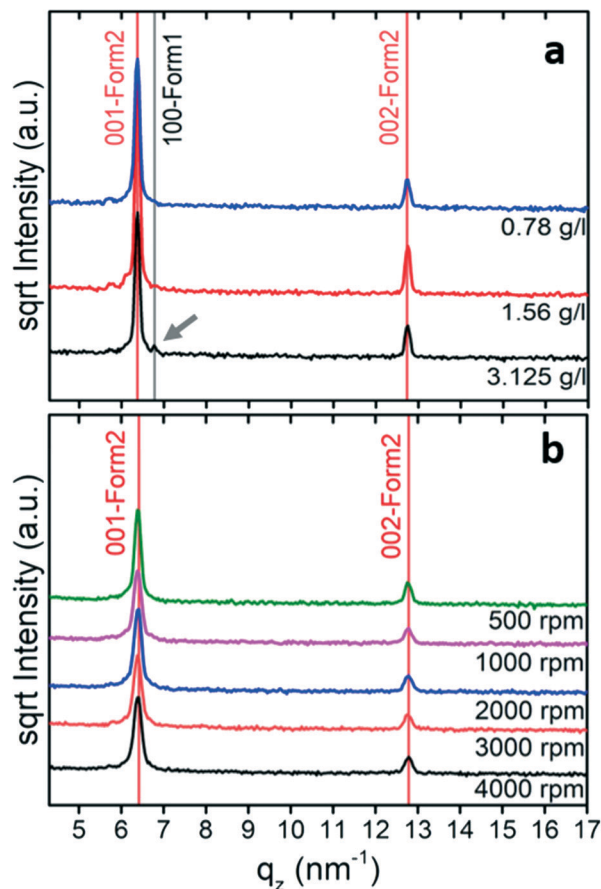 a
001-Form2
100-Form1
002-Form2
sqrt Intensity (a.u.)
0.78 g/l
1.56 g/l
3.125 g/l
b
001-Form2
002-Form2
sqrt Intensity (a.u.)
500 rpm
1000 rpm
2000 rpm
3000 rpm
4000 rpm
5 6 7 8 9 10 11 12 13 14 15 16 17
q_z (nm⁻¹)